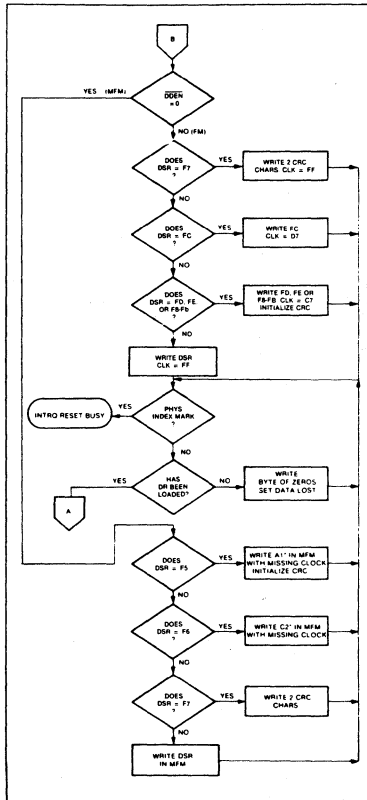 B
YES (MFM)
DDEN
= 0
NO (FM)
DOES
DSR = F7
?
YES
WRITE 2 CRC
CHARS CLK = FF
NO
DOES
DSR = FC
?
YES
WRITE FC
CLK = D7
NO
DOES
DSR = FD, FE
OR F8-FB
?
YES
WRITE FD, FE OR
F8-FB CLK = C7
INITIALIZE CRC
NO
WRITE DSR
CLK = FF
PHYS
INDEX MARK
?
YES
INTRQ RESET BUSY
NO
HAS
DR BEEN
LOADED?
YES
A
NO
WRITE
BYTE OF ZEROS
SET DATA LOST
DOES
DSR = F5
?
YES
WRITE A1* IN MFM
WITH MISSING CLOCK
INITIALIZE CRC
NO
DOES
DSR = F6
?
YES
WRITE C2* IN MFM
WITH MISSING CLOCK
NO
DOES
DSR = F7
?
YES
WRITE 2 CRC
CHARS
NO
WRITE DSR
IN MFM